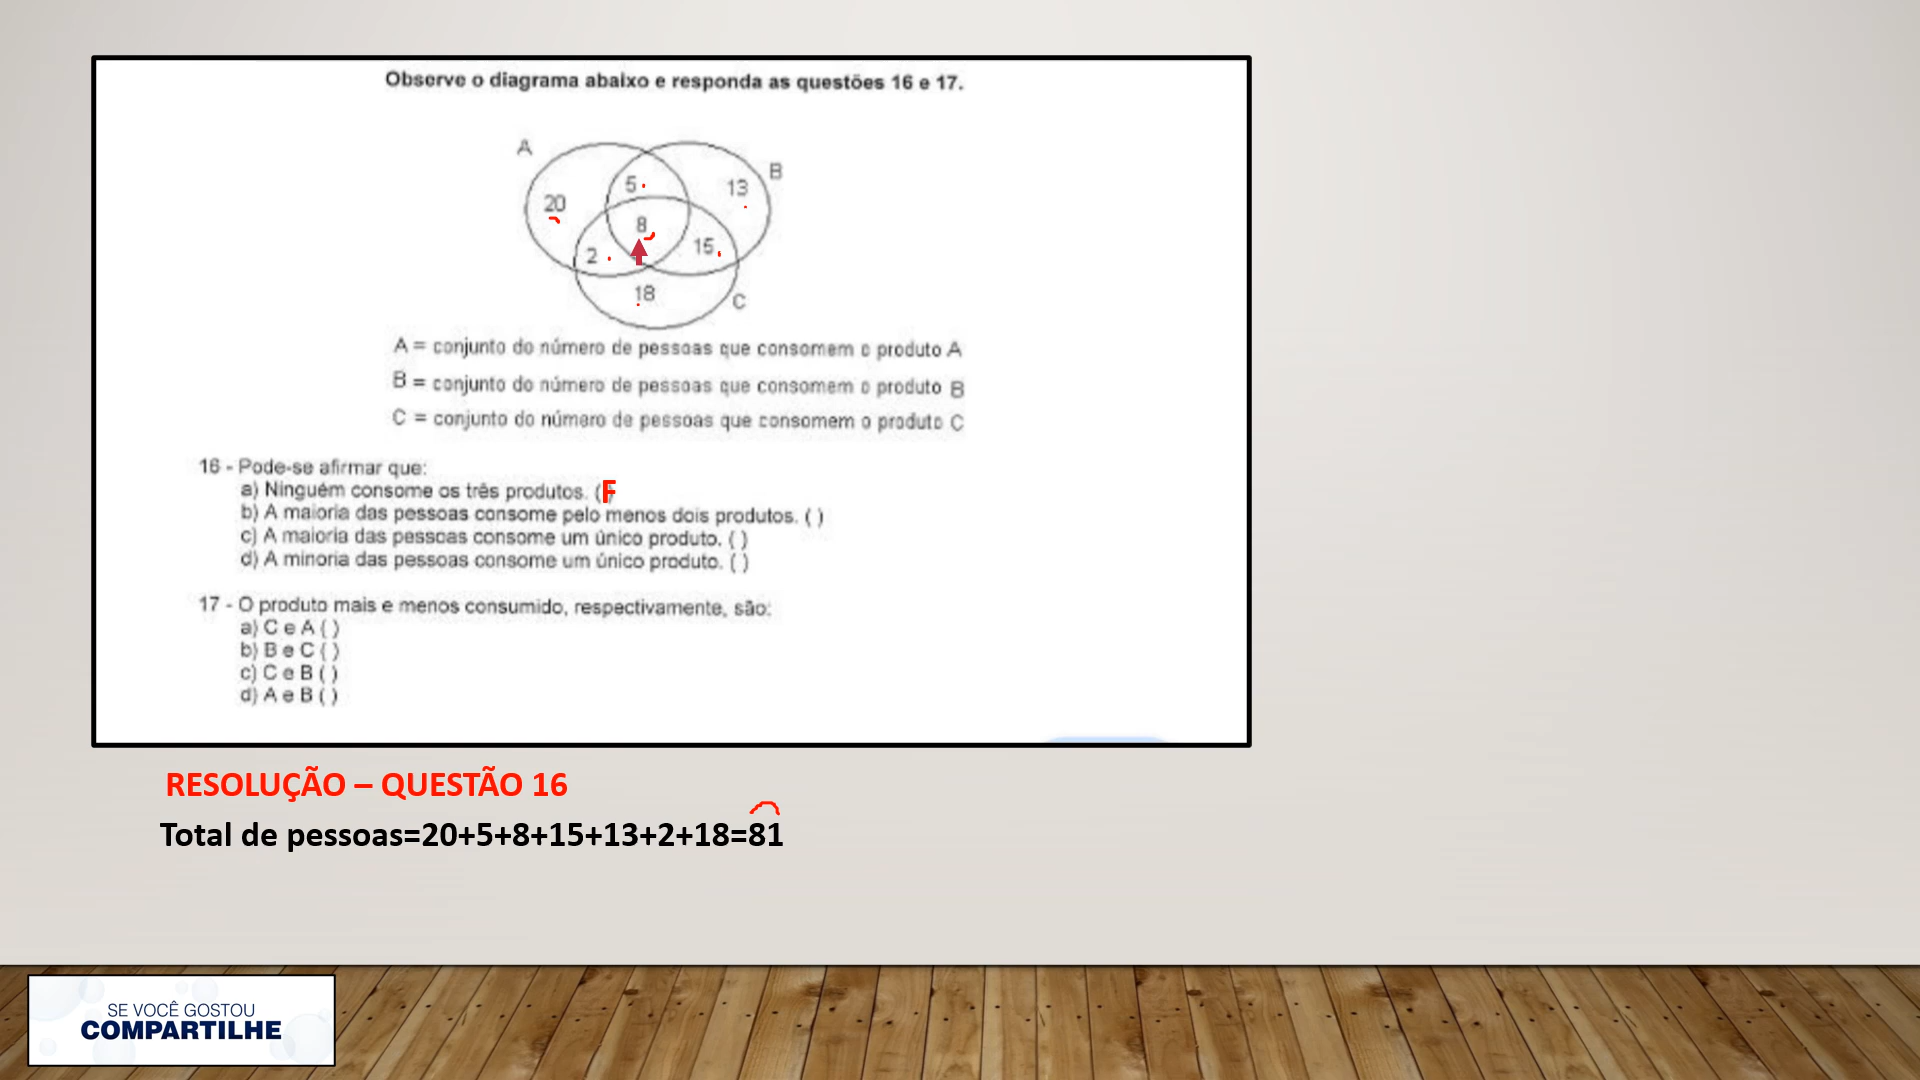 Observe o diagrama abaixo e responda as questões 16 e 17.
A
B
5
13
20
8
2
15
18
C
A = conjunto do número de pessoas que consomem o produto A
B = conjunto do número de pessoas que consomem o produto B
C = conjunto do número de pessoas que consomem o produto C
16 - Pode-se afirmar que:
a) Ninguém consome os três produtos. (F)
b) A maioria das pessoas consome pelo menos dois produtos. ( )
c) A maioria das pessoas consome um único produto. ( )
d) A minoria das pessoas consome um único produto. ( )
17 - O produto mais e menos consumido, respectivamente, são:
a) C e A ( )
b) B e C ( )
c) C e B ( )
d) A e B ( )
RESOLUÇÃO – QUESTÃO 16
Total de pessoas=20+5+8+15+13+2+18=81
SE VOCÊ GOSTOU
COMPARTILHE